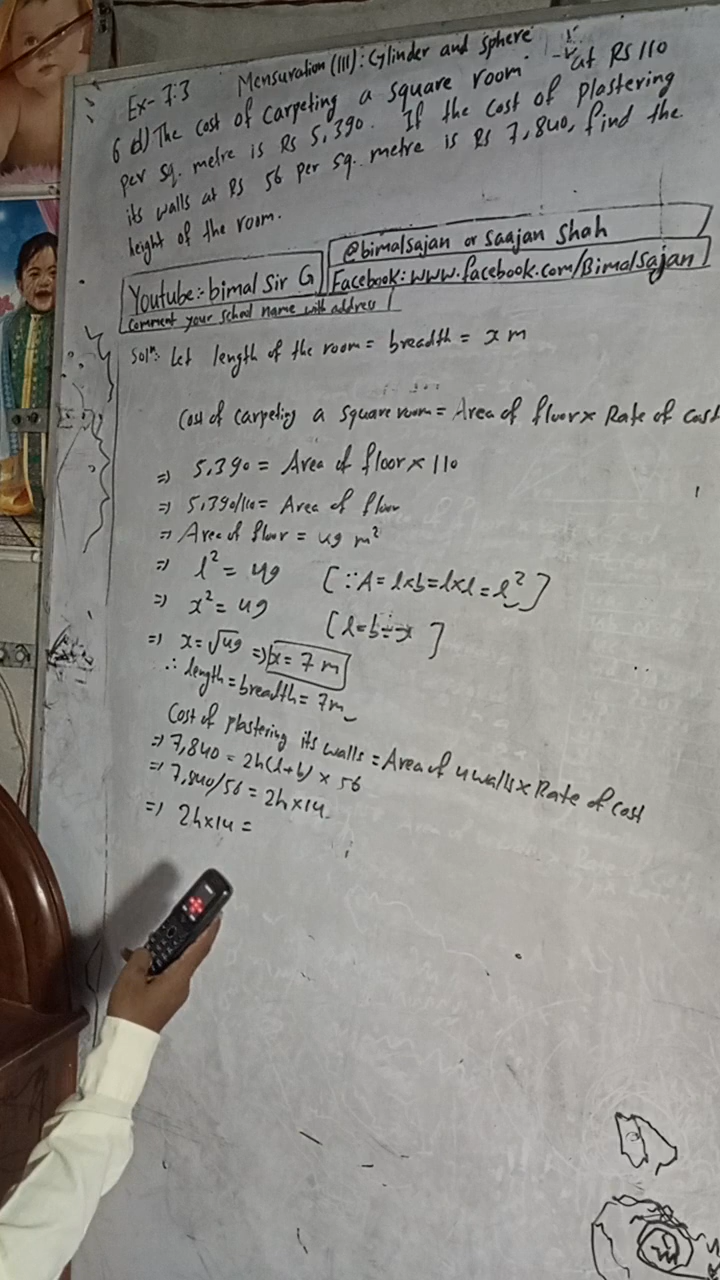 Ex- 7.3 Mensuration (III): Cylinder and Sphere
6 d) The cost of carpeting a square room at RS 110
per sq. metre is Rs 5,390. If the cost of plastering
its walls at RS 56 per sq. metre is Rs 7,840, find the
height of the room.
@bimalsajan or Saajan Shah
Youtube:- bimal Sir G
Facebook: www.facebook.com/BimalSajan
Comment your school name with address
Solⁿ: Let length of the room = breadth = x m
Cost of carpeting a square room = Area of floor x Rate of cost
=> 5,390 = Area of floor x 110
=> 5,390/110 = Area of floor
=> Area of floor = 49 m²
=> l² = 49 [∵A = l×b = l×l = l²]
=> x² = 49 [l=b=x]
=> x = √49 => x = 7 m
∴ length = breadth = 7m
Cost of plastering its walls = Area of 4 walls x Rate of cost
=> 7,840 = 2h(l+b) × 56
=> 7,840/56 = 2h×14
=> 2h×14 =